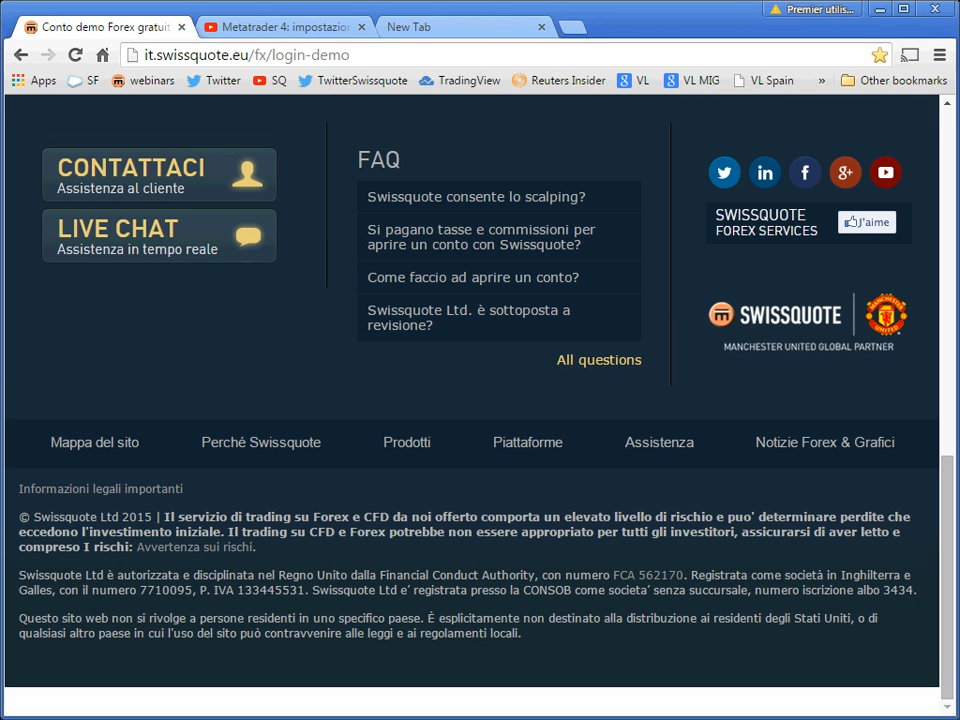 Premier utilis...
Conto demo Forex gratuit
Metatrader 4: impostazior
New Tab
it.swissquote.eu/fx/login-demo
Apps
SF
webinars
Twitter
SQ
TwitterSwissquote
TradingView
Reuters Insider
VL
VL MIG
VL Spain
»
Other bookmarks
CONTATTACI
Assistenza al cliente
LIVE CHAT
Assistenza in tempo reale
FAQ
Swissquote consente lo scalping?
Si pagano tasse e commissioni per
aprire un conto con Swissquote?
Come faccio ad aprire un conto?
Swissquote Ltd. è sottoposta a
revisione?
All questions
SWISSQUOTE
FOREX SERVICES
J'aime
SWISSQUOTE
MANCHESTER UNITED
MANCHESTER UNITED GLOBAL PARTNER
Mappa del sito
Perché Swissquote
Prodotti
Piattaforme
Assistenza
Notizie Forex & Grafici
Informazioni legali importanti
© Swissquote Ltd 2015 | Il servizio di trading su Forex e CFD da noi offerto comporta un elevato livello di rischio e puo' determinare perdite che
eccedono l'investimento iniziale. Il trading su CFD e Forex potrebbe non essere appropriato per tutti gli investitori, assicurarsi di aver letto e
compreso I rischi: Avvertenza sui rischi.
Swissquote Ltd è autorizzata e disciplinata nel Regno Unito dalla Financial Conduct Authority, con numero FCA 562170. Registrata come società in Inghilterra e
Galles, con il numero 7710095, P. IVA 133445531. Swissquote Ltd e’ registrata presso la CONSOB come societa’ senza succursale, numero iscrizione albo 3434.
Questo sito web non si rivolge a persone residenti in uno specifico paese. È esplicitamente non destinato alla distribuzione ai residenti degli Stati Uniti, o di
qualsiasi altro paese in cui l'uso del sito può contravvenire alle leggi e ai regolamenti locali.